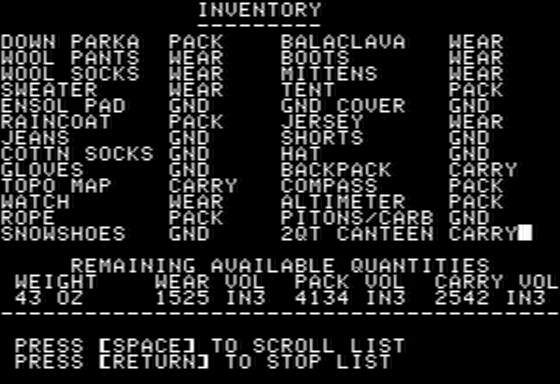 INVENTORY
---------
DOWN PARKA PACK BALACLAVA WEAR
WOOL PANTS WEAR BOOTS WEAR
WOOL SOCKS WEAR MITTENS WEAR
SWEATER WEAR TENT PACK
ENSOL PAD GND GND COVER GND
RAINCOAT PACK JERSEY WEAR
JEANS GND SHORTS GND
COTTN SOCKS GND HAT GND
GLOVES GND BACKPACK CARRY
TOPO MAP CARRY COMPASS PACK
WATCH WEAR ALTIMETER PACK
ROPE PACK PITONS/CARB GND
SNOWSHOES GND 2QT CANTEEN CARRY
REMAINING AVAILABLE QUANTITIES
WEIGHT WEAR VOL PACK VOL CARRY VOL
43 OZ 1525 IN3 4134 IN3 2542 IN3
----------------------------------------
PRESS [SPACE] TO SCROLL LIST
PRESS [RETURN] TO STOP LIST